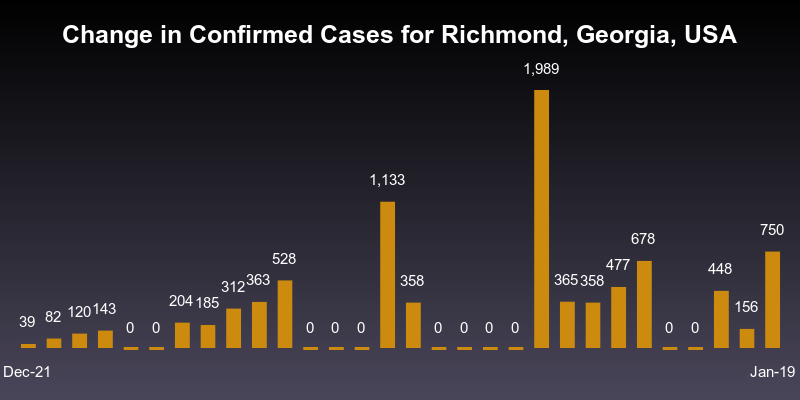 Change in Confirmed Cases for Richmond, Georgia, USA
39 82 120 143 0 0 204 185 312 363 528 0 0 0 1,133 358 0 0 0 0 1,989 365 358 477 678 0 0 448 156 750
Dec-21 Jan-19